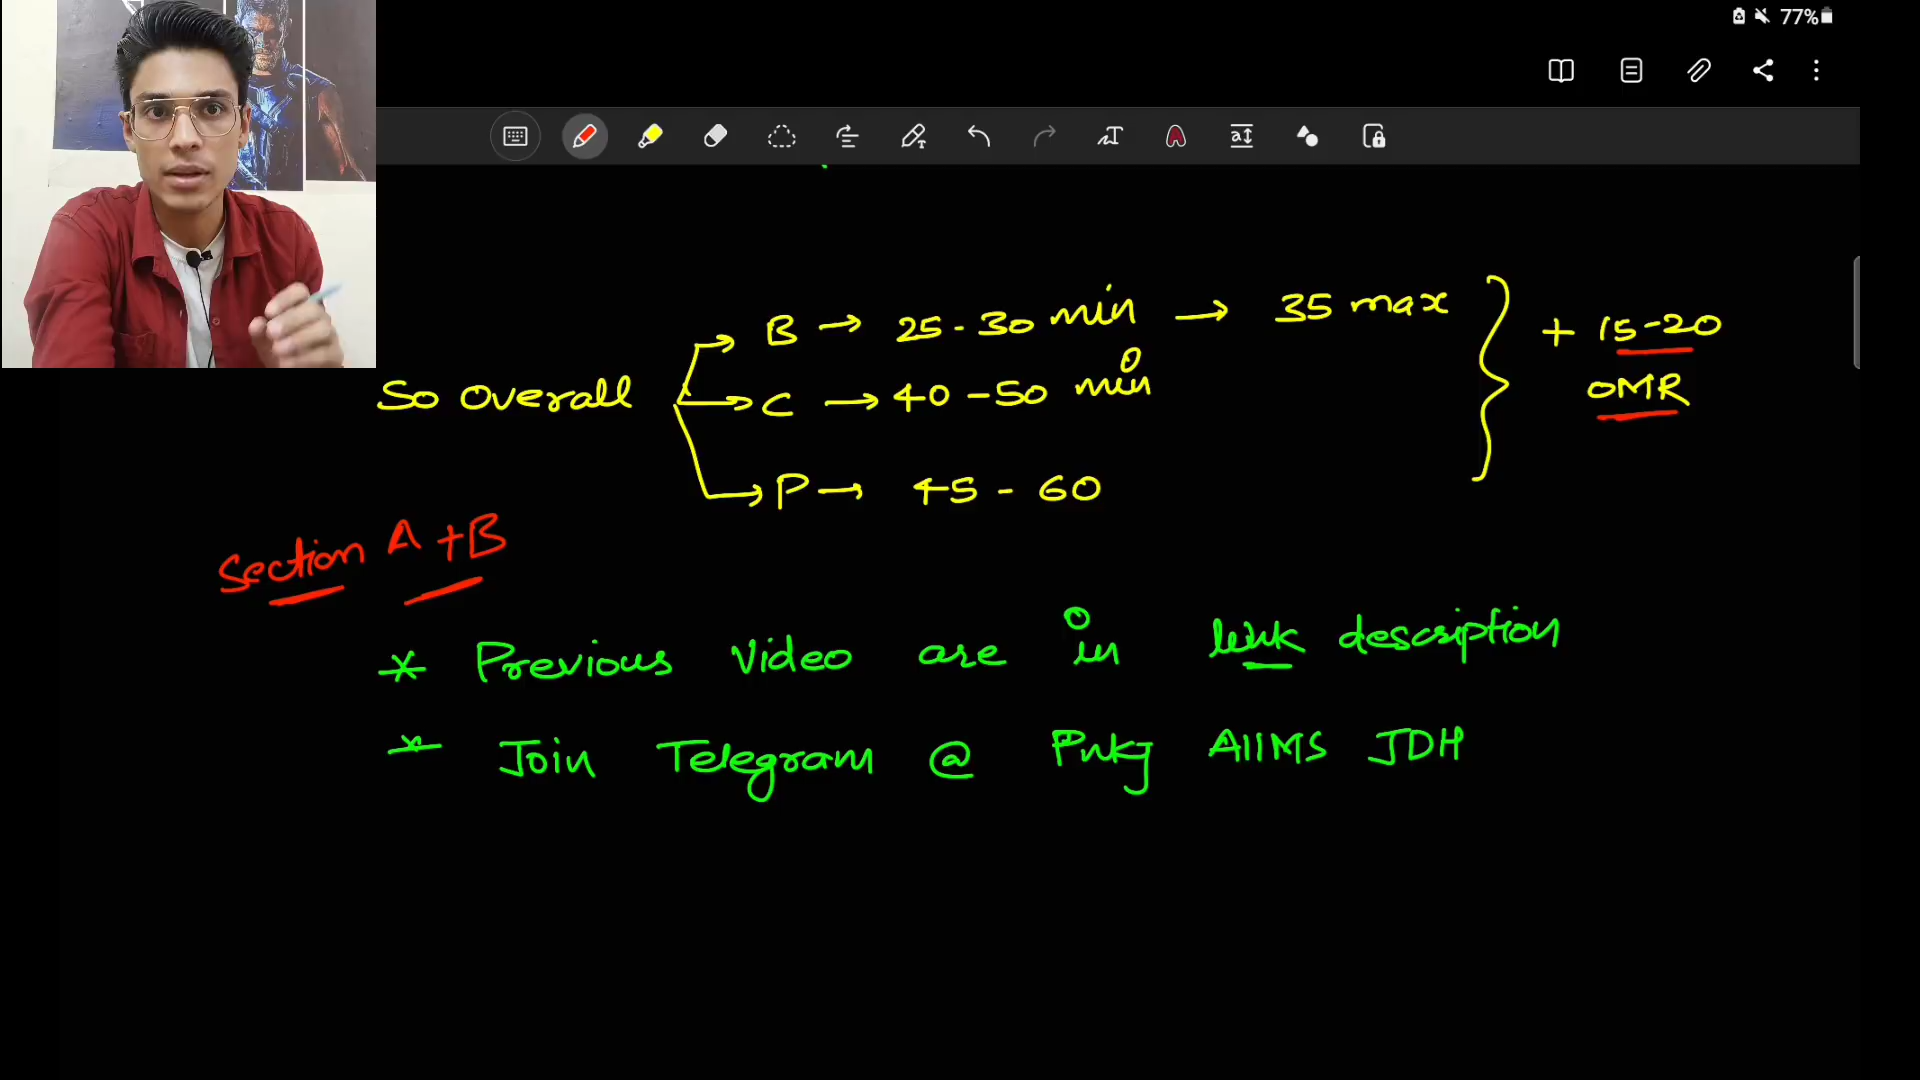 77%
B → 25-30 min → 35 max
+ 15-20
OMR
So Overall
C → 40-50 min
P → 45 - 60
Section A+B
* Previous Video are in link description
* Join Telegram @ Pnkj AIIMS JDH